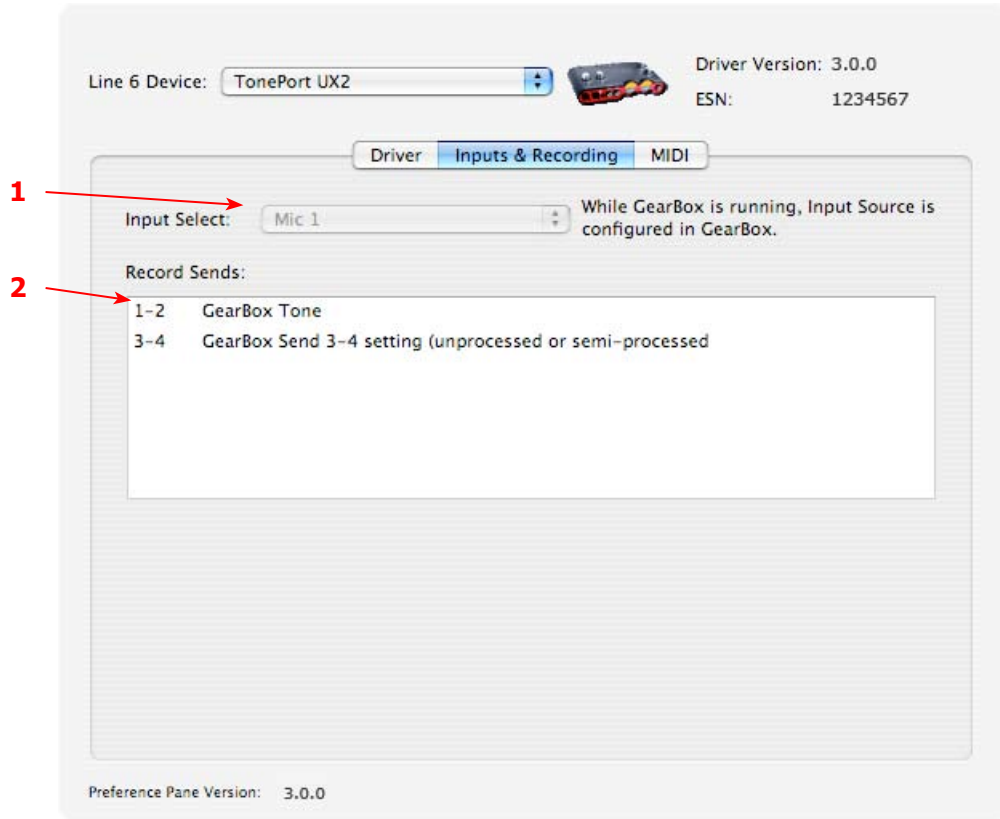 Line 6 Device: TonePort UX2
Driver Version: 3.0.0
ESN: 1234567
Driver Inputs & Recording MIDI
1
Input Select: Mic 1
While GearBox is running, Input Source is
configured in GearBox.
Record Sends:
2
1-2 GearBox Tone
3-4 GearBox Send 3-4 setting (unprocessed or semi-processed
Preference Pane Version: 3.0.0